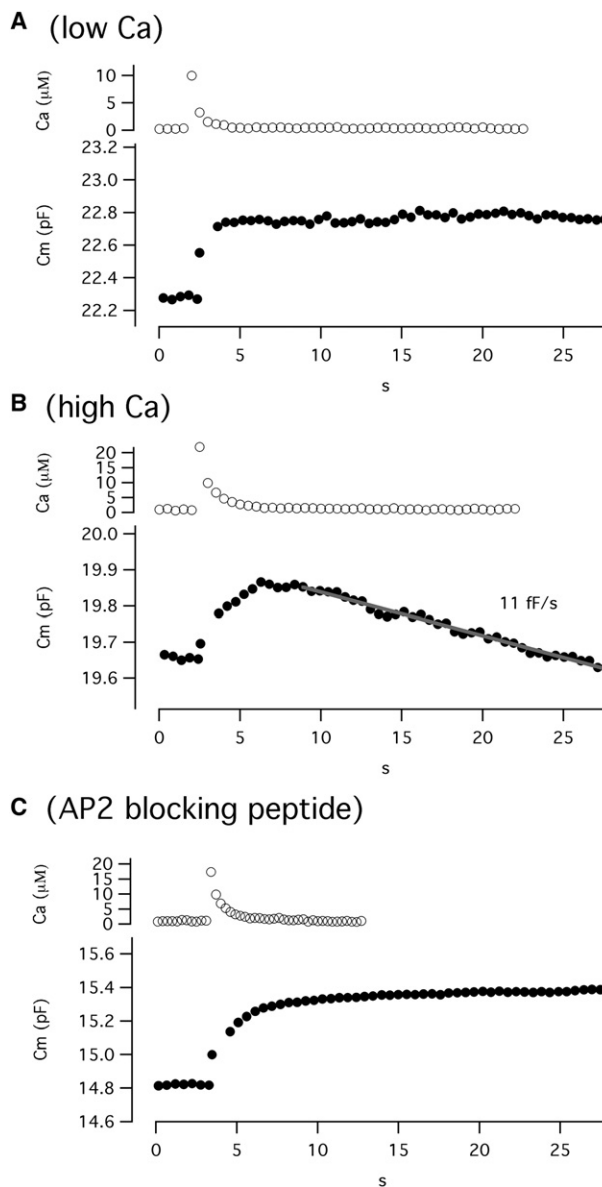 A (low Ca)
Ca (µM)
10
5
0
Cm (pF)
23.2
23.0
22.8
22.6
22.4
22.2
0 5 10 15 20 25
s
B (high Ca)
Ca (µM)
20
15
10
5
0
Cm (pF)
20.0
19.9
19.8
19.7
19.6
11 fF/s
0 5 10 15 20 25
s
C (AP2 blocking peptide)
Ca (µM)
20
15
10
5
0
Cm (pF)
15.6
15.4
15.2
15.0
14.8
14.6
0 5 10 15 20 25
s